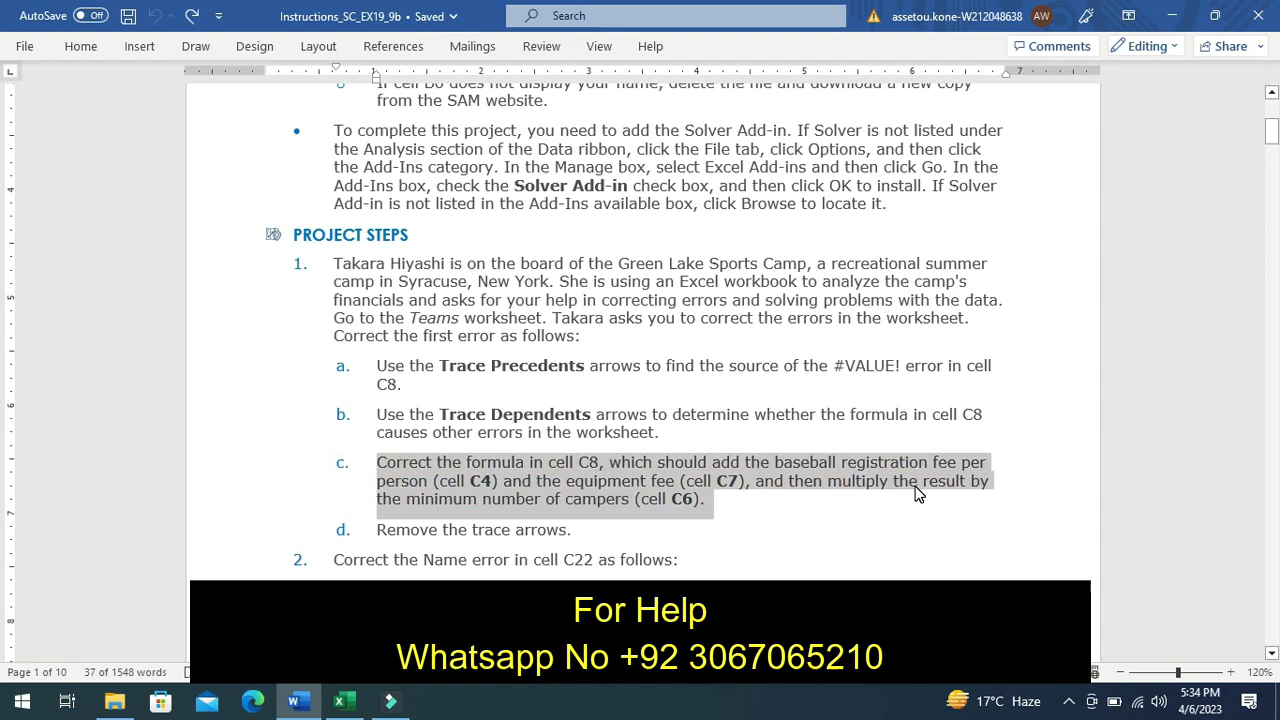 AutoSave Off Instructions_SC_EX19_9b • Saved Search assetou.kone-W212048638 AW
File Home Insert Draw Design Layout References Mailings Review View Help Comments Editing Share
1 2 3 4 5 6 7
from the SAM website.
• To complete this project, you need to add the Solver Add-in. If Solver is not listed under
the Analysis section of the Data ribbon, click the File tab, click Options, and then click
the Add-Ins category. In the Manage box, select Excel Add-ins and then click Go. In the
Add-Ins box, check the Solver Add-in check box, and then click OK to install. If Solver
Add-in is not listed in the Add-Ins available box, click Browse to locate it.
PROJECT STEPS
1. Takara Hiyashi is on the board of the Green Lake Sports Camp, a recreational summer
camp in Syracuse, New York. She is using an Excel workbook to analyze the camp's
financials and asks for your help in correcting errors and solving problems with the data.
Go to the Teams worksheet. Takara asks you to correct the errors in the worksheet.
Correct the first error as follows:
a. Use the Trace Precedents arrows to find the source of the #VALUE! error in cell
C8.
b. Use the Trace Dependents arrows to determine whether the formula in cell C8
causes other errors in the worksheet.
c. Correct the formula in cell C8, which should add the baseball registration fee per
person (cell C4) and the equipment fee (cell C7), and then multiply the result by
the minimum number of campers (cell C6).
d. Remove the trace arrows.
2. Correct the Name error in cell C22 as follows:
For Help
Whatsapp No +92 3067065210
Page 1 of 10 37 of 1548 words 120%
17°C Haze 5:34 PM
4/6/2023